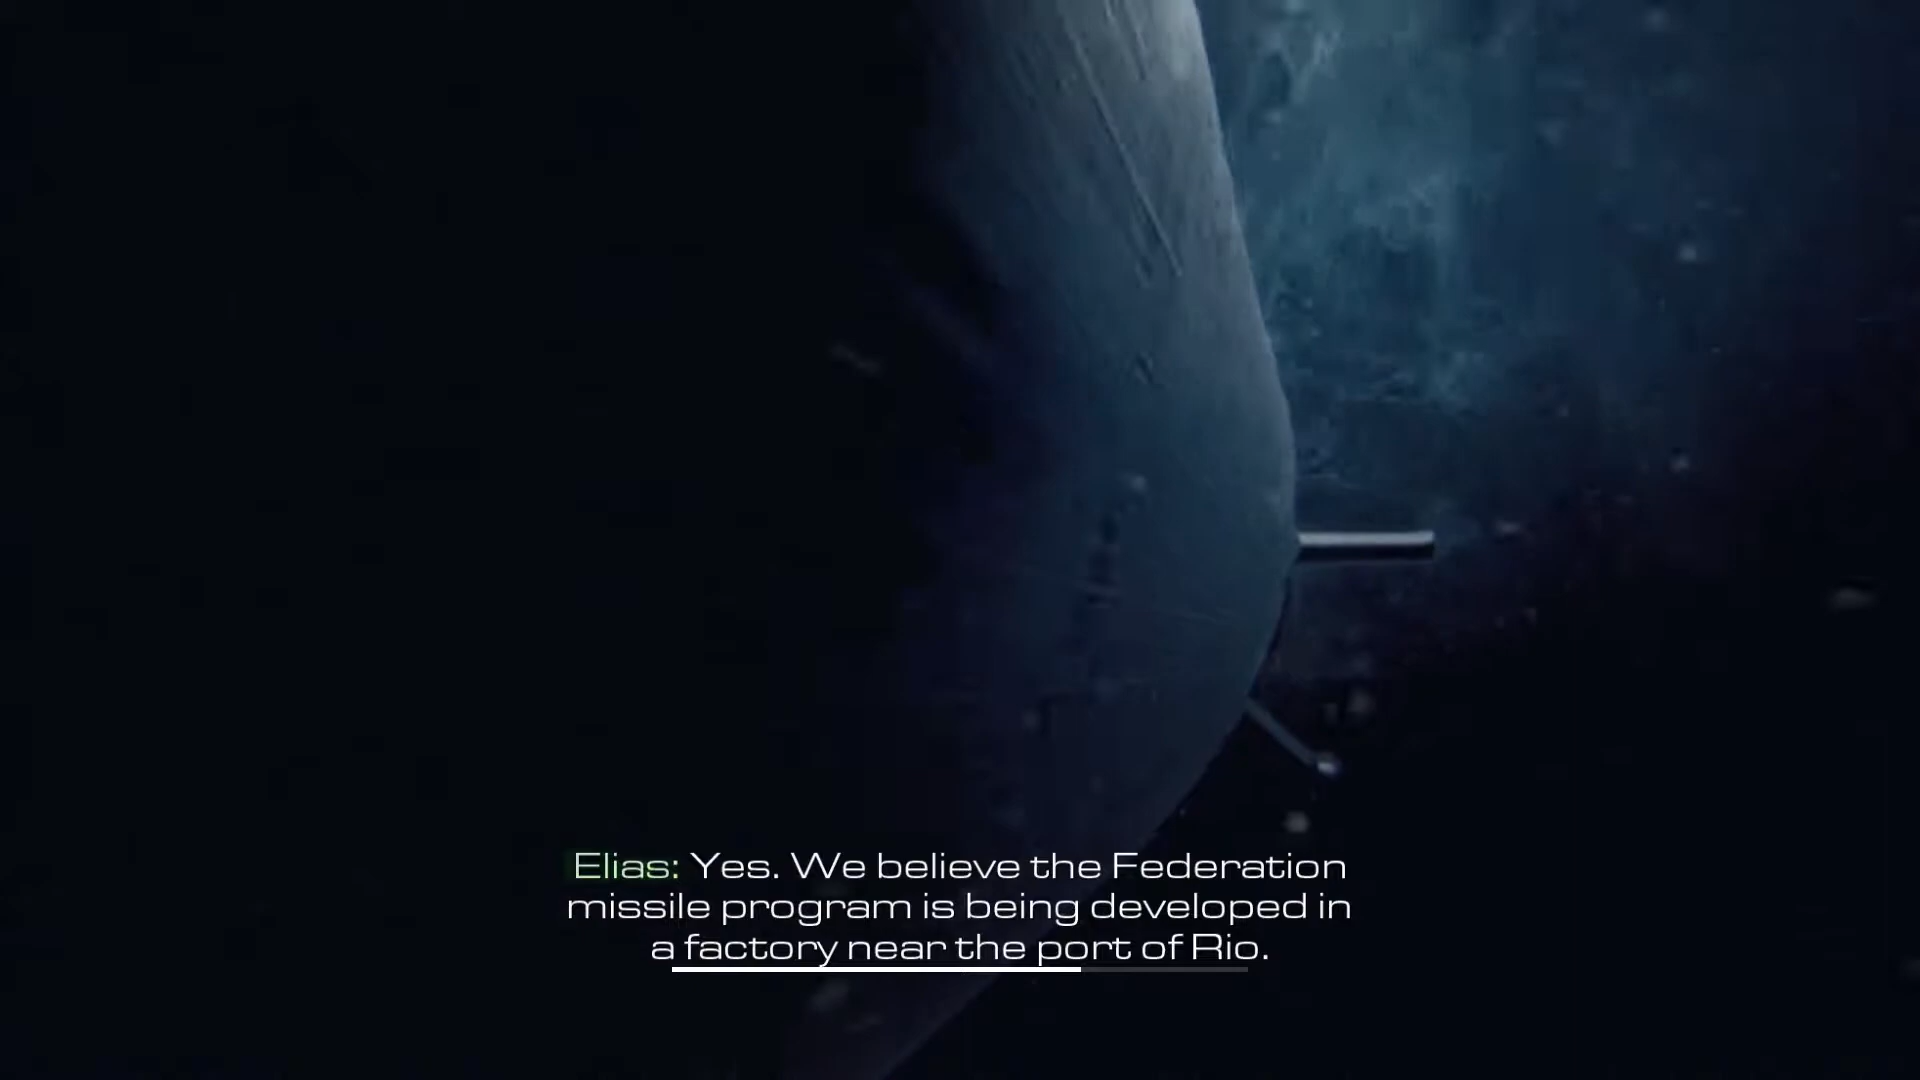 Elias: Yes. We believe the Federation
missile program is being developed in
a factory near the port of Rio.